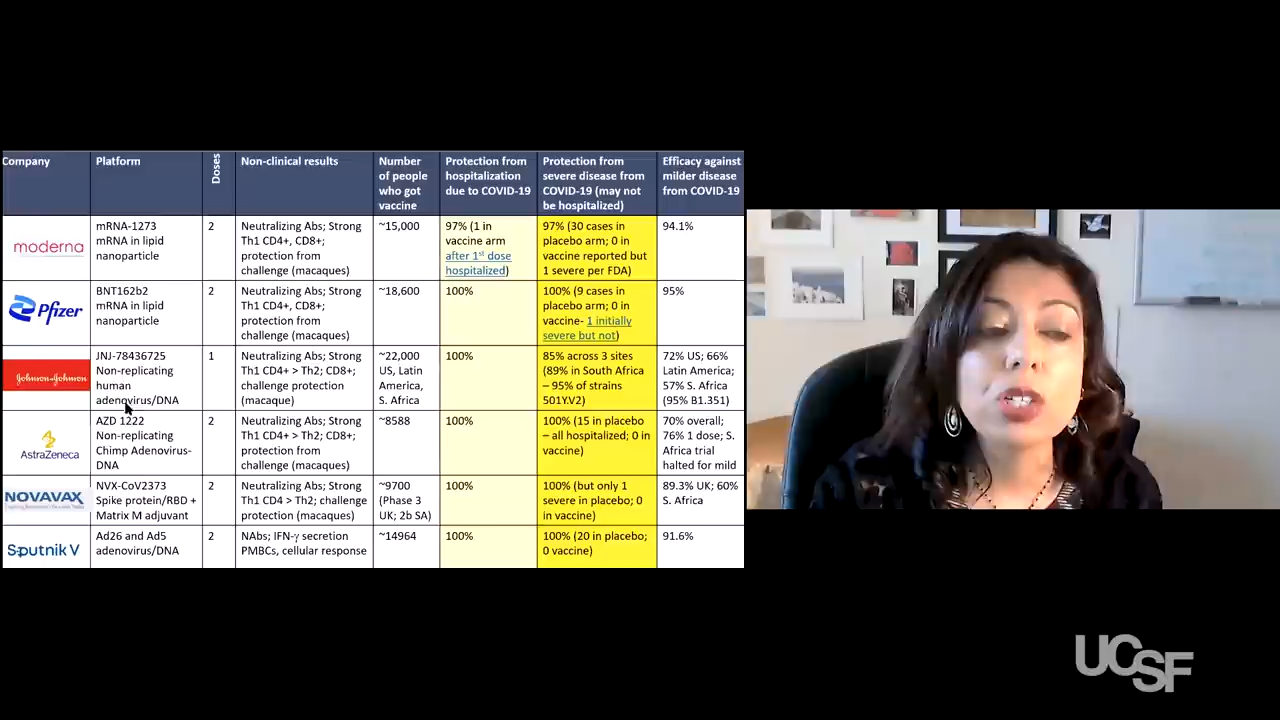 Company
Platform
Doses
Non-clinical results
Number
of people
who got
vaccine
Protection from
hospitalization
due to COVID-19
Protection from
severe disease from
COVID-19 (may not
be hospitalized)
Efficacy against
milder disease
from COVID-19
moderna
mRNA-1273
mRNA in lipid
nanoparticle
2
Neutralizing Abs; Strong
Th1 CD4+, CD8+;
protection from
challenge (macaques)
~15,000
97% (1 in
vaccine arm
after 1st dose
hospitalized)
97% (30 cases in
placebo arm; 0 in
vaccine reported but
1 severe per FDA)
94.1%
Pfizer
BNT162b2
mRNA in lipid
nanoparticle
2
Neutralizing Abs; Strong
Th1 CD4+, CD8+;
protection from
challenge (macaques)
~18,600
100%
100% (9 cases in
placebo arm; 0 in
vaccine- 1 initially
severe but not)
95%
Johnson&Johnson
JNJ-78436725
Non-replicating
human
adenovirus/DNA
1
Neutralizing Abs; Strong
Th1 CD4+ > Th2; CD8+;
challenge protection
(macaque)
~22,000
US, Latin
America,
S. Africa
100%
85% across 3 sites
(89% in South Africa
– 95% of strains
501Y.V2)
72% US; 66%
Latin America;
57% S. Africa
(95% B1.351)
AstraZeneca
AZD 1222
Non-replicating
Chimp Adenovirus-
DNA
2
Neutralizing Abs; Strong
Th1 CD4+ > Th2; CD8+;
protection from
challenge (macaques)
~8588
100%
100% (15 in placebo
– all hospitalized; 0 in
vaccine)
70% overall;
76% 1 dose; S.
Africa trial
halted for mild
NOVAVAX
NVX-CoV2373
Spike protein/RBD +
Matrix M adjuvant
2
Neutralizing Abs; Strong
Th1 CD4 > Th2; challenge
protection (macaques)
~9700
(Phase 3
UK; 2b SA)
100%
100% (but only 1
severe in placebo; 0
in vaccine)
89.3% UK; 60%
S. Africa
Sputnik V
Ad26 and Ad5
adenovirus/DNA
2
NAbs; IFN-γ secretion
PMBCs, cellular response
~14964
100%
100% (20 in placebo;
0 vaccine)
91.6%
UCSF